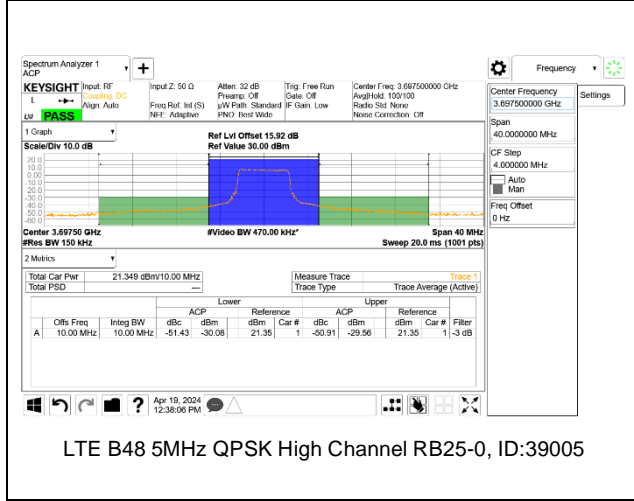 Spectrum Analyzer 1
ACP
+
Frequency
KEYSIGHT Input: RF Input Z: 50 Ω Atten: 32 dB Trig: Free Run Center Freq: 3.697500000 GHz
L Coupling: DC Preamp: Off Gate: Off Avg|Hold: 100/100
Align: Auto Freq Ref: Int (S) µW Path: Standard IF Gain: Low Radio Std: None
PASS NFE: Adaptive PNO: Best Wide Noise Correction: Off
Center Frequency
3.697500000 GHz
Settings
Span
40.0000000 MHz
CF Step
4.000000 MHz
Auto
Man
Freq Offset
0 Hz
1 Graph
Scale/Div 10.0 dB
Ref Lvl Offset 15.92 dB
Ref Value 30.00 dBm
20.0
10.0
0.00
-10.0
-20.0
-30.0
-40.0
-50.0
-60.0
Center 3.69750 GHz #Video BW 470.00 kHz* Span 40 MHz
#Res BW 150 kHz Sweep 20.0 ms (1001 pts)
2 Metrics
Total Car Pwr 21.349 dBm/10.00 MHz Measure Trace Trace 1
Total PSD --- Trace Type Trace Average (Active)
Lower Upper
ACP Reference ACP Reference
Offs Freq Integ BW dBc dBm dBm Car # dBc dBm dBm Car # Filter
A 10.00 MHz 10.00 MHz -51.43 -30.08 21.35 1 -50.91 -29.56 21.35 1 -3 dB
?
Apr 19, 2024
12:38:06 PM
LTE B48 5MHz QPSK High Channel RB25-0, ID:39005